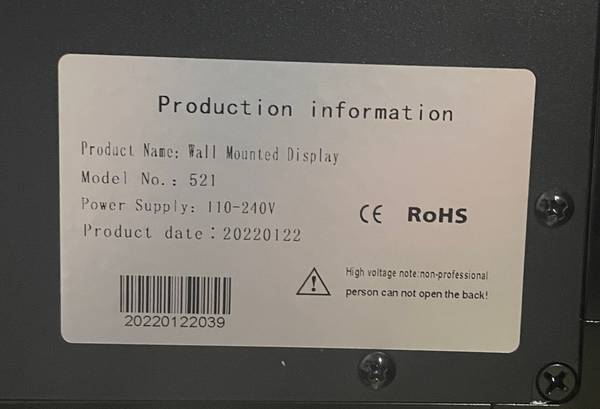 Production information
Product Name: Wall Mounted Display
Model No.: 521
Power Supply: 110-240V
CE RoHS
Product date: 20220122
High voltage note:non-professional
person can not open the back!
20220122039